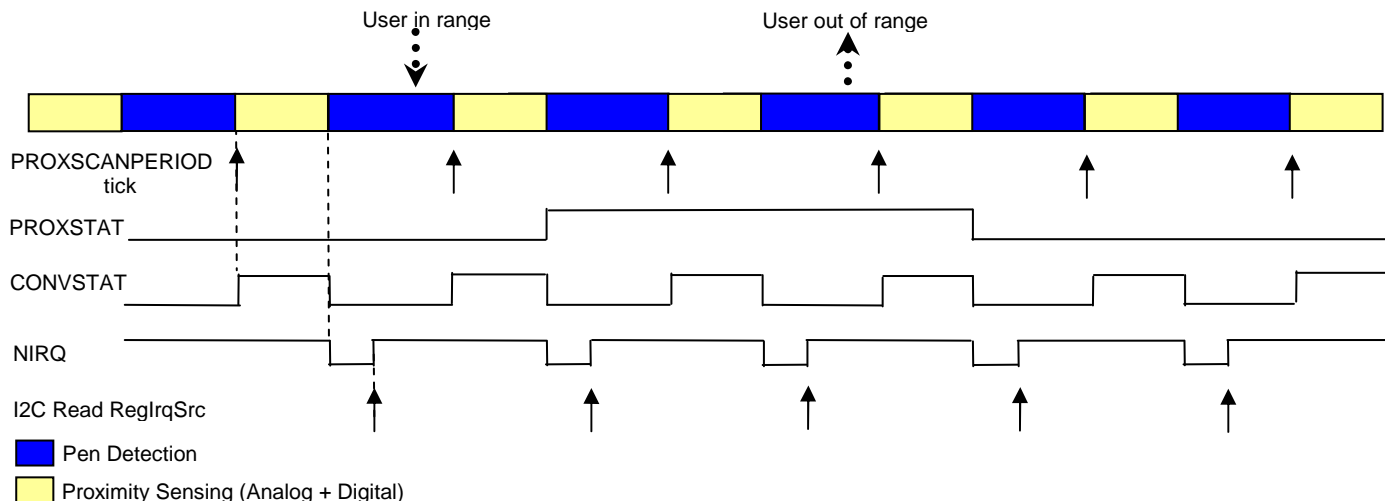 User in range
User out of range
PROXSCANPERIOD
tick
PROXSTAT
CONVSTAT
NIRQ
I2C Read RegIrqSrc
Pen Detection
Proximity Sensing (Analog + Digital)